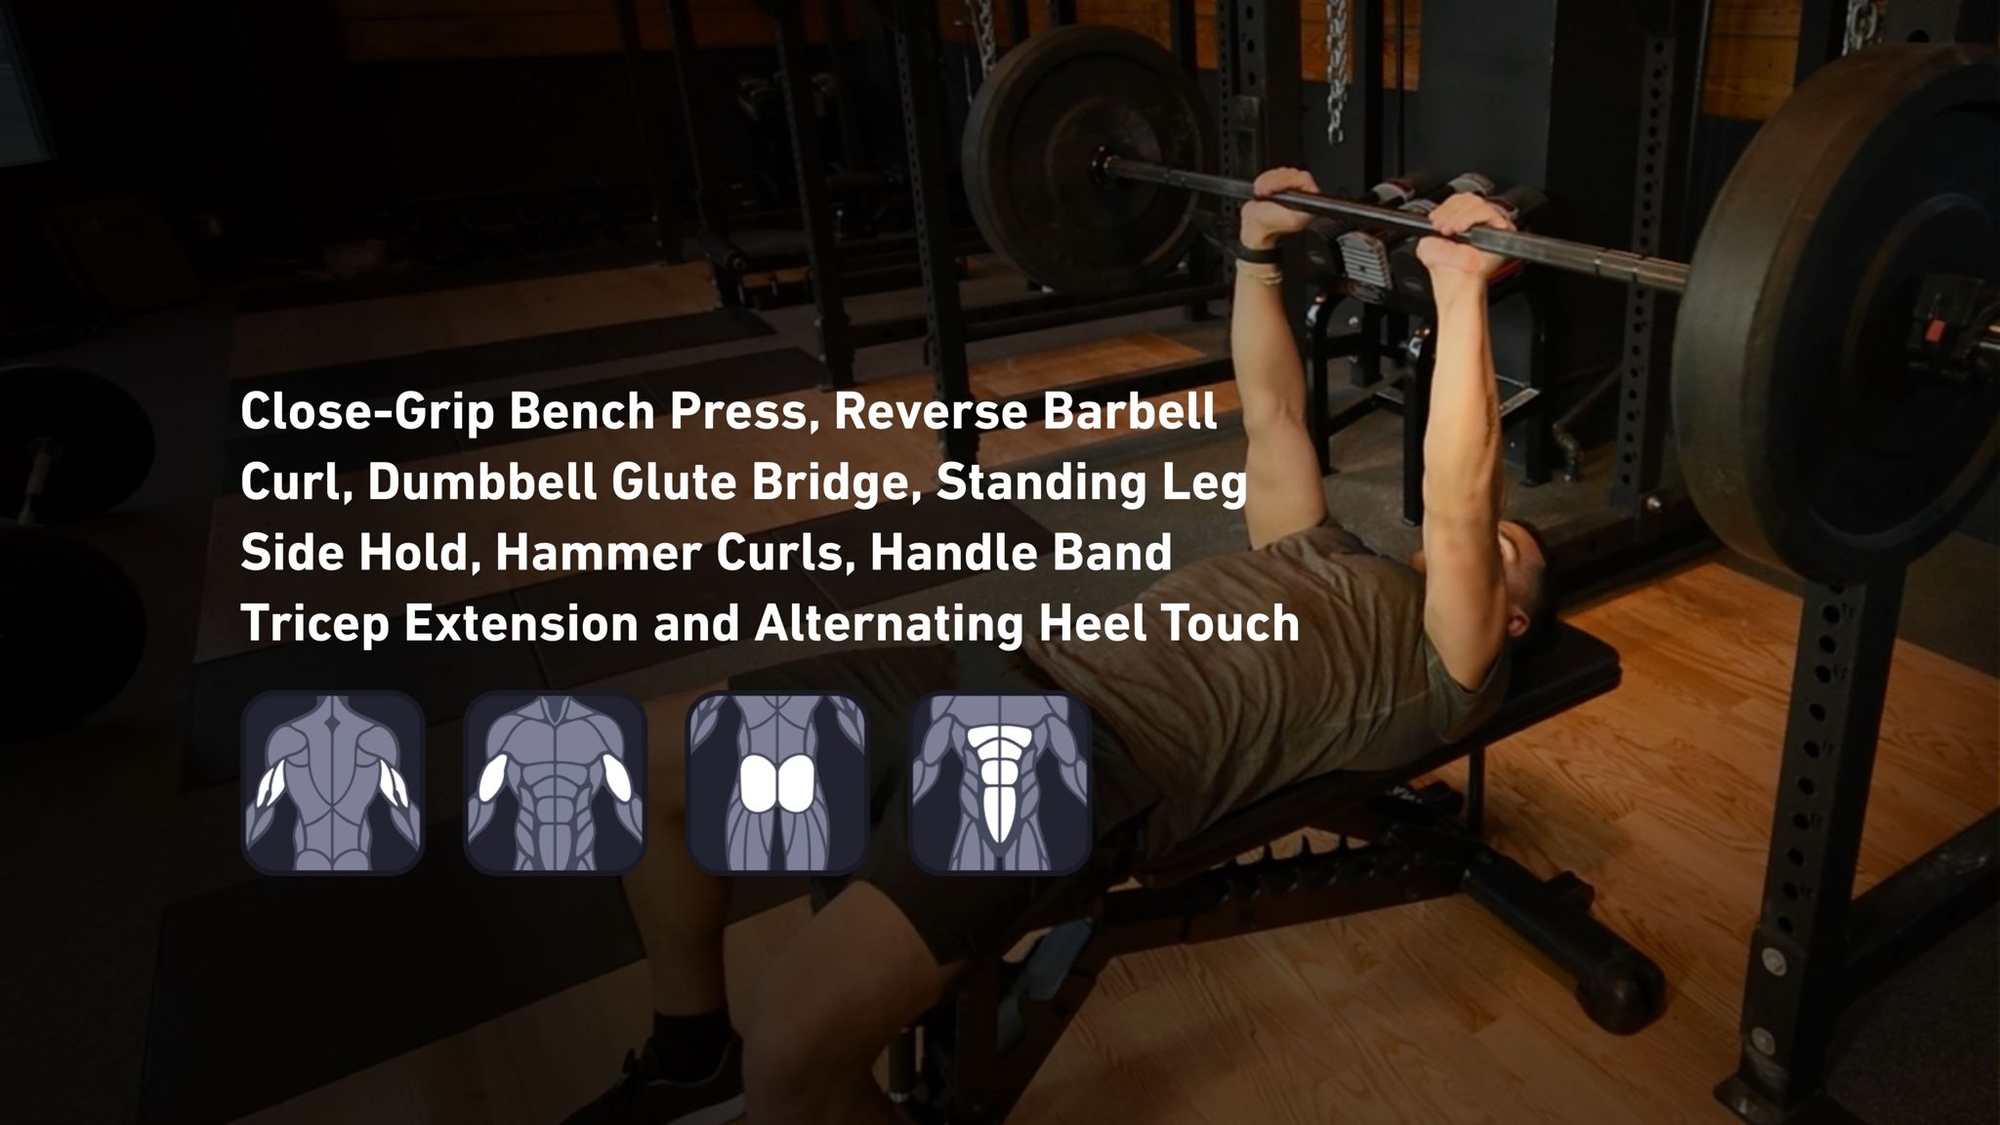 Close-Grip Bench Press, Reverse Barbell
Curl, Dumbbell Glute Bridge, Standing Leg
Side Hold, Hammer Curls, Handle Band
Tricep Extension and Alternating Heel Touch